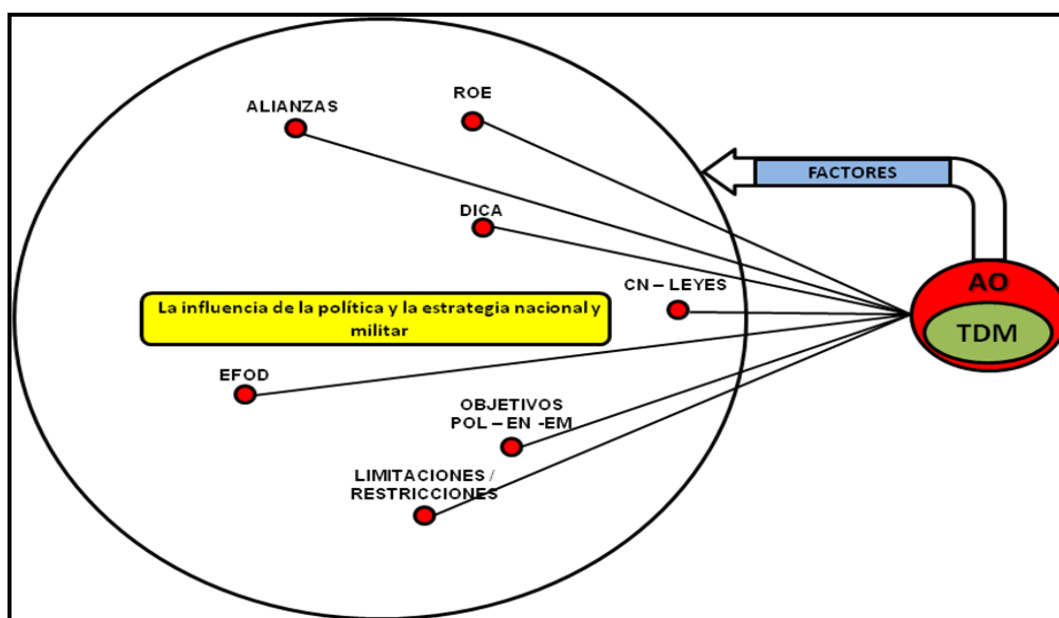 ROE
ALIANZAS
FACTORES
DICA
AO
CN – LEYES
La influencia de la política y la estrategia nacional y
militar
TDM
EFOD
OBJETIVOS
POL – EN -EM
LIMITACIONES /
RESTRICCIONES